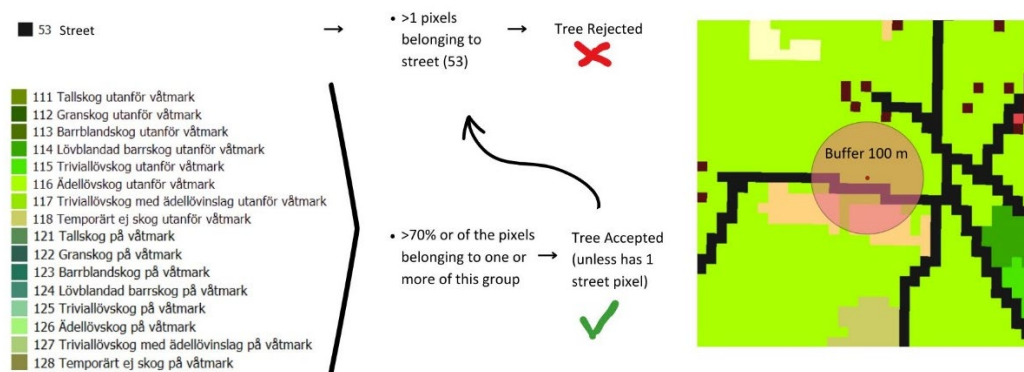 53 Street
• >1 pixels
belonging to
street (53)
Tree Rejected
111 Tallskog utanför våtmark
112 Granskog utanför våtmark
113 Barrblandskog utanför våtmark
114 Lövblandad barrskog utanför våtmark
115 Triviallövskog utanför våtmark
116 Ädellövskog utanför våtmark
117 Triviallövskog med ädellövinslag utanför våtmark
118 Temporärt ej skog utanför våtmark
121 Tallskog på våtmark
122 Granskog på våtmark
123 Barrblandskog på våtmark
124 Lövblandad barrskog på våtmark
125 Triviallövskog på våtmark
126 Ädellövskog på våtmark
127 Triviallövskog med ädellövinslag på våtmark
128 Temporärt ej skog på våtmark
• >70% or of the pixels
belonging to one or
more of this group
Tree Accepted
(unless has 1
street pixel)
Buffer 100 m